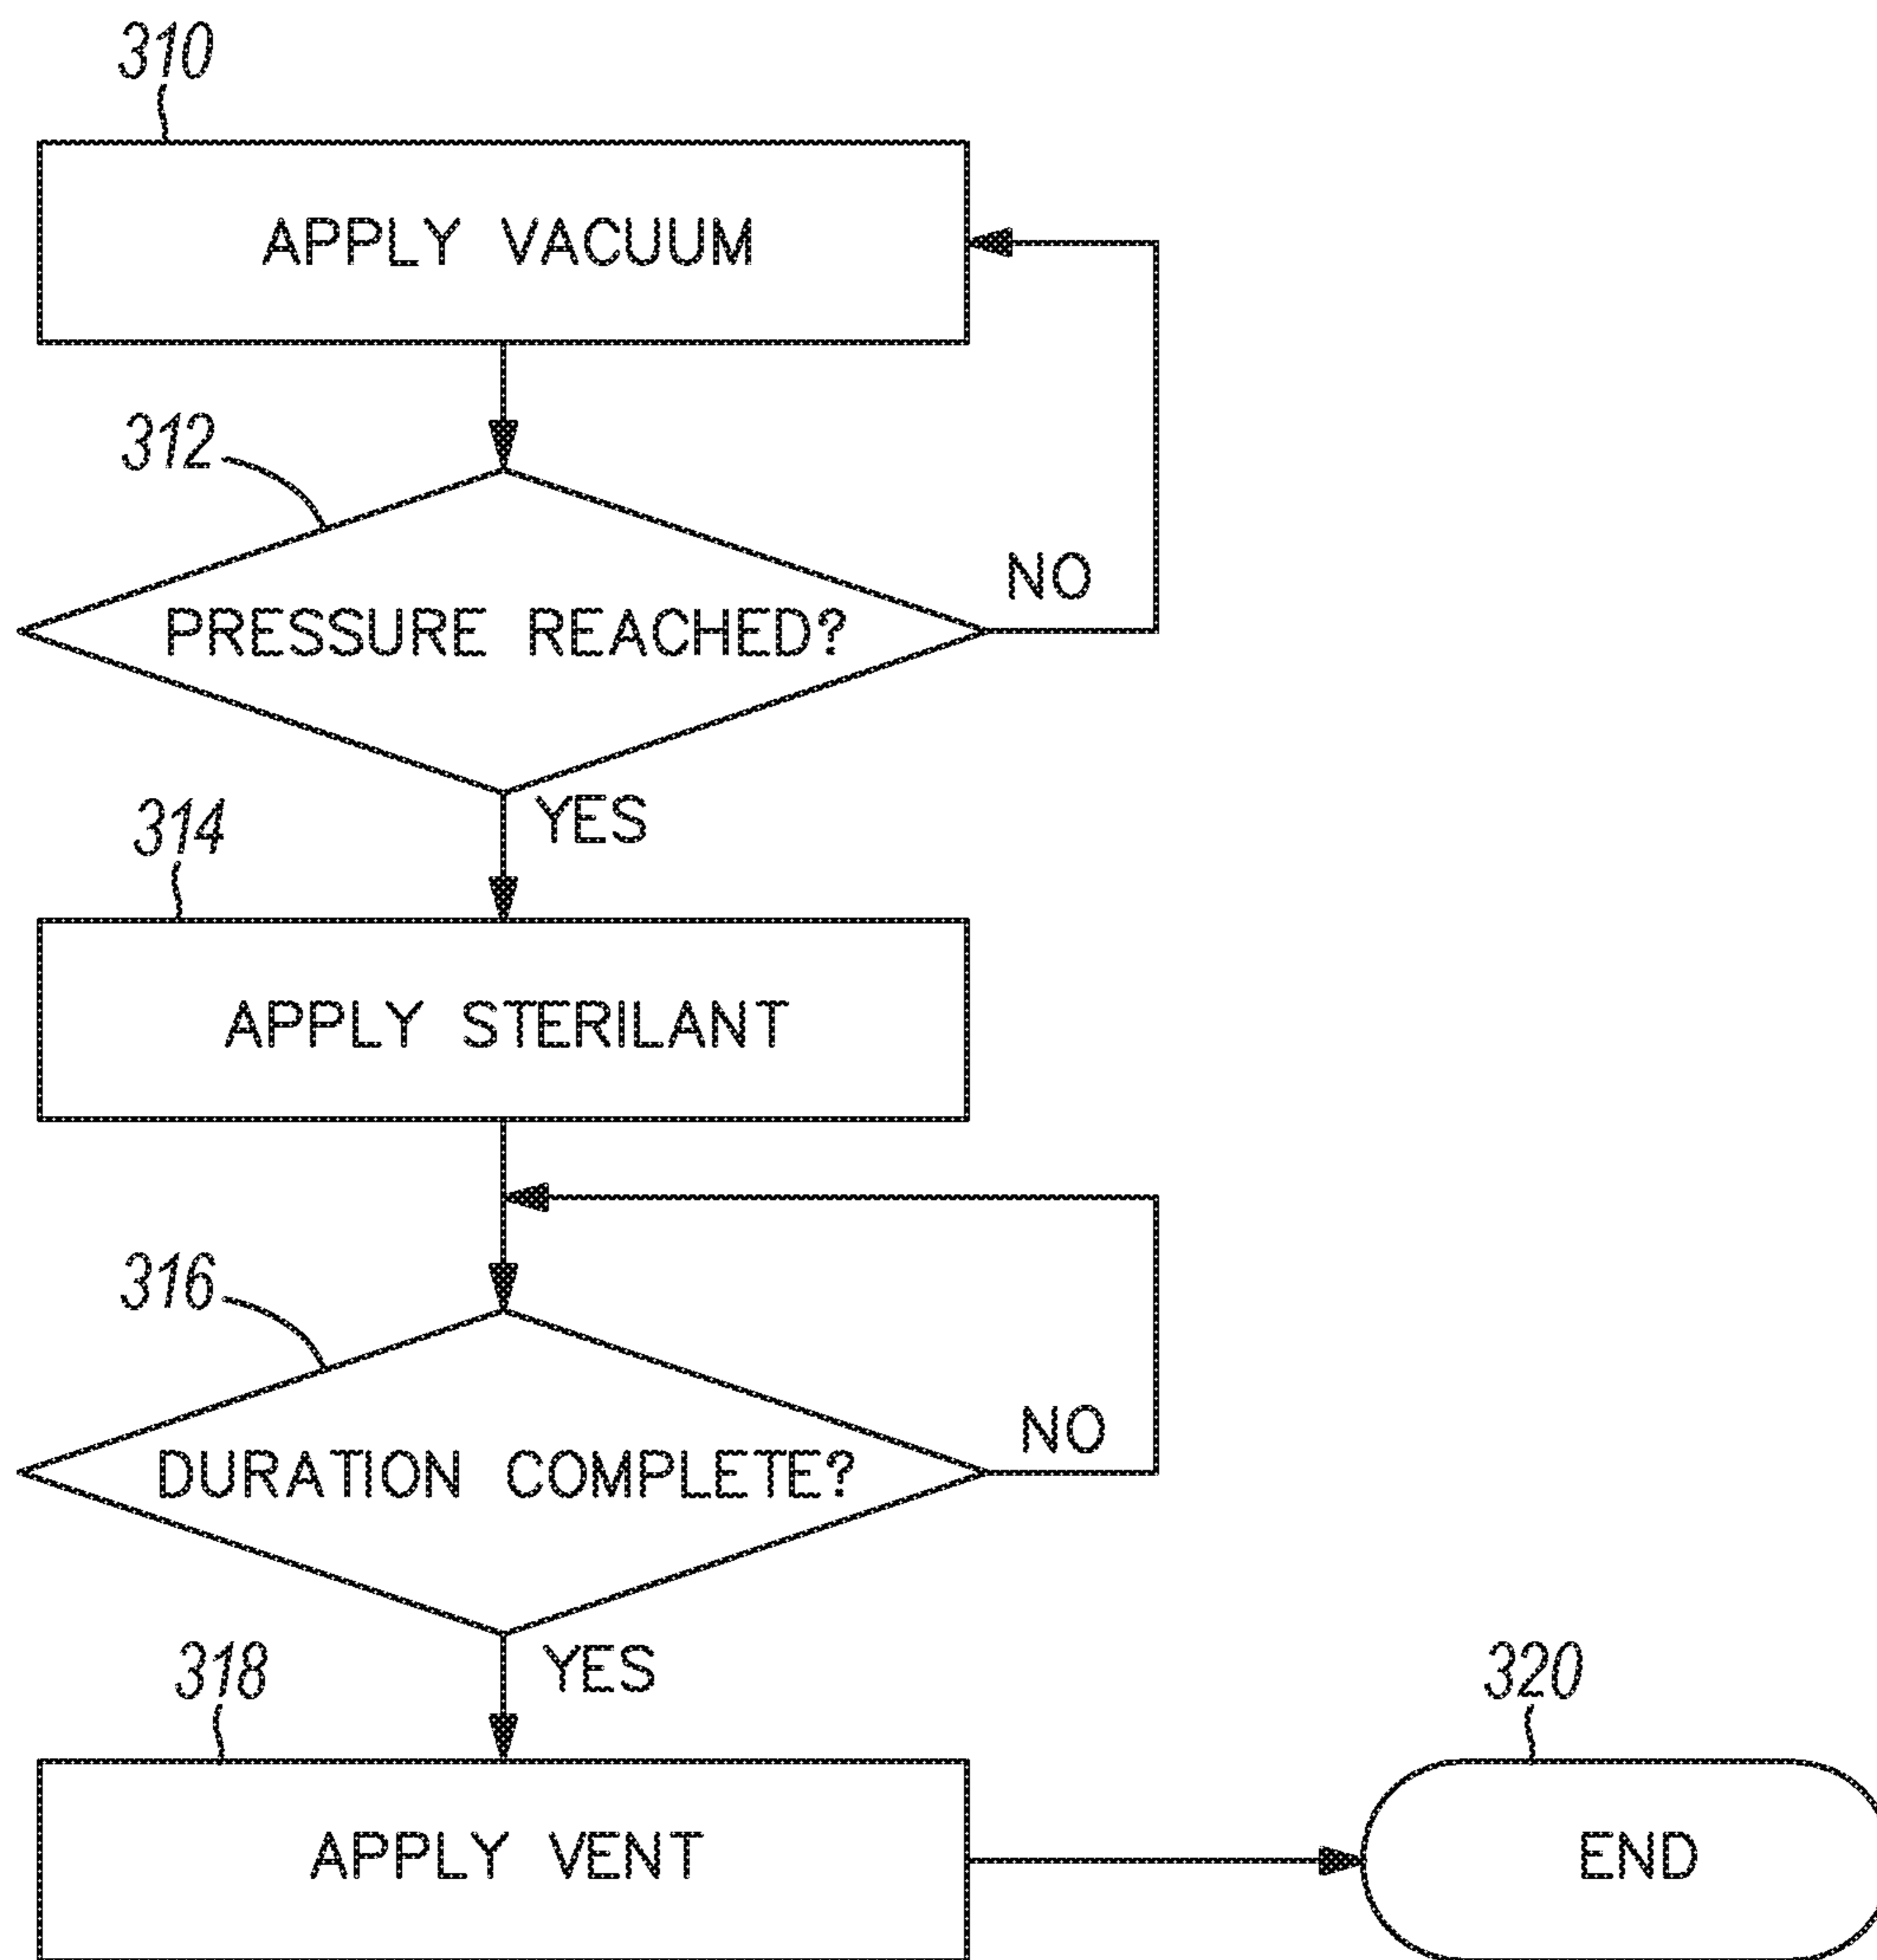 310
APPLY VACUUM
312
PRESSURE REACHED?
NO
YES
314
APPLY STERILANT
316
DURATION COMPLETE?
NO
YES
318
APPLY VENT
320
END